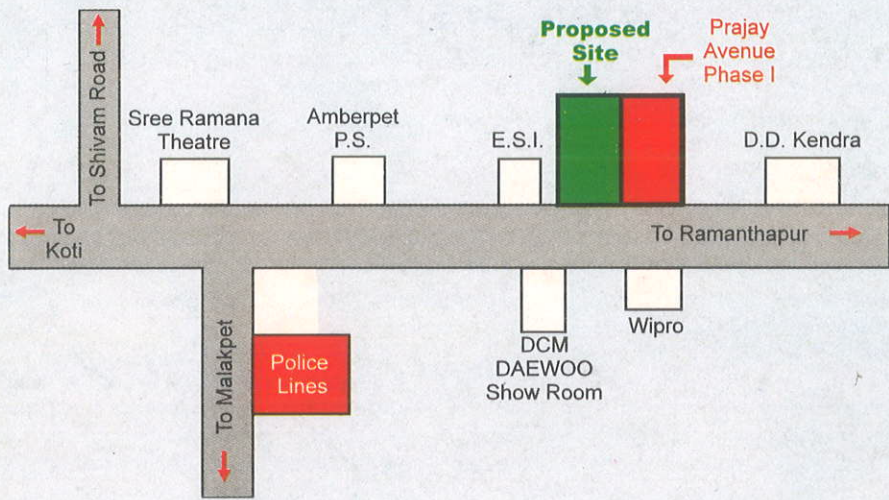 Proposed
Site
Prajay
Avenue
Phase I
To Shivam Road
Sree Ramana
Theatre
Amberpet
P.S.
E.S.I.
D.D. Kendra
To
Koti
To Ramanthapur
To Malakpet
Police
Lines
DCM
DAEWOO
Show Room
Wipro